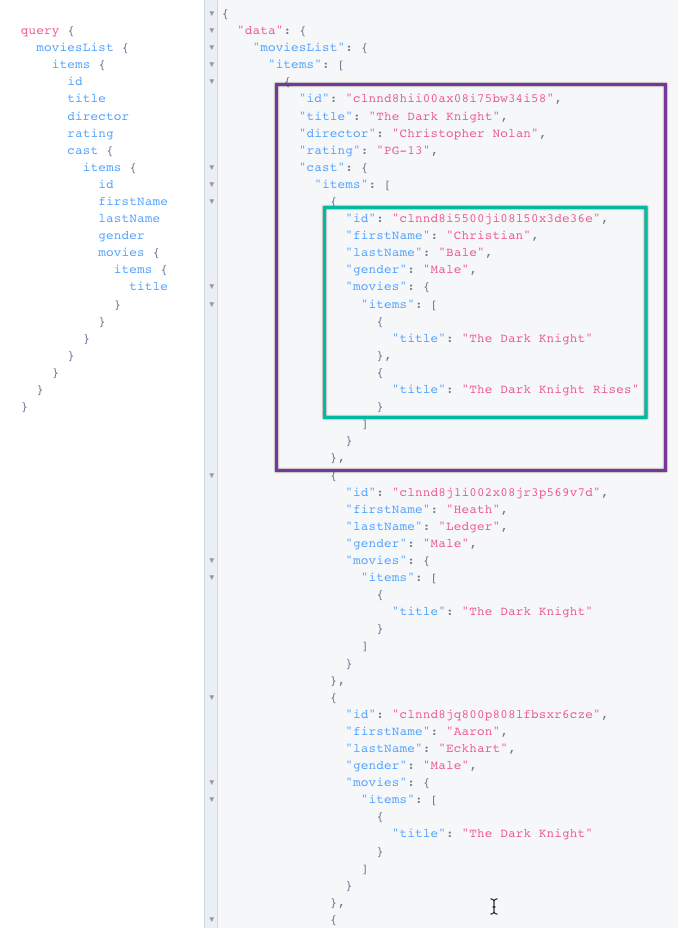 query {
moviesList {
items {
id
title
director
rating
cast {
items {
id
firstName
lastName
gender
movies {
items {
title
}
}
}
}
}
}
}
{
"data": {
"moviesList": {
"items": [
{
"id": "clnnd8hii00ax08i75bw34i58",
"title": "The Dark Knight",
"director": "Christopher Nolan",
"rating": "PG-13",
"cast": {
"items": [
{
"id": "clnnd8i5500ji08l50x3de36e",
"firstName": "Christian",
"lastName": "Bale",
"gender": "Male",
"movies": {
"items": [
{
"title": "The Dark Knight"
},
{
"title": "The Dark Knight Rises"
}
]
}
},
{
"id": "clnnd8j1i002x08jr3p569v7d",
"firstName": "Heath",
"lastName": "Ledger",
"gender": "Male",
"movies": {
"items": [
{
"title": "The Dark Knight"
}
]
}
},
{
"id": "clnnd8jq800p808lfbsxr6cze",
"firstName": "Aaron",
"lastName": "Eckhart",
"gender": "Male",
"movies": {
"items": [
{
"title": "The Dark Knight"
}
]
}
},
{